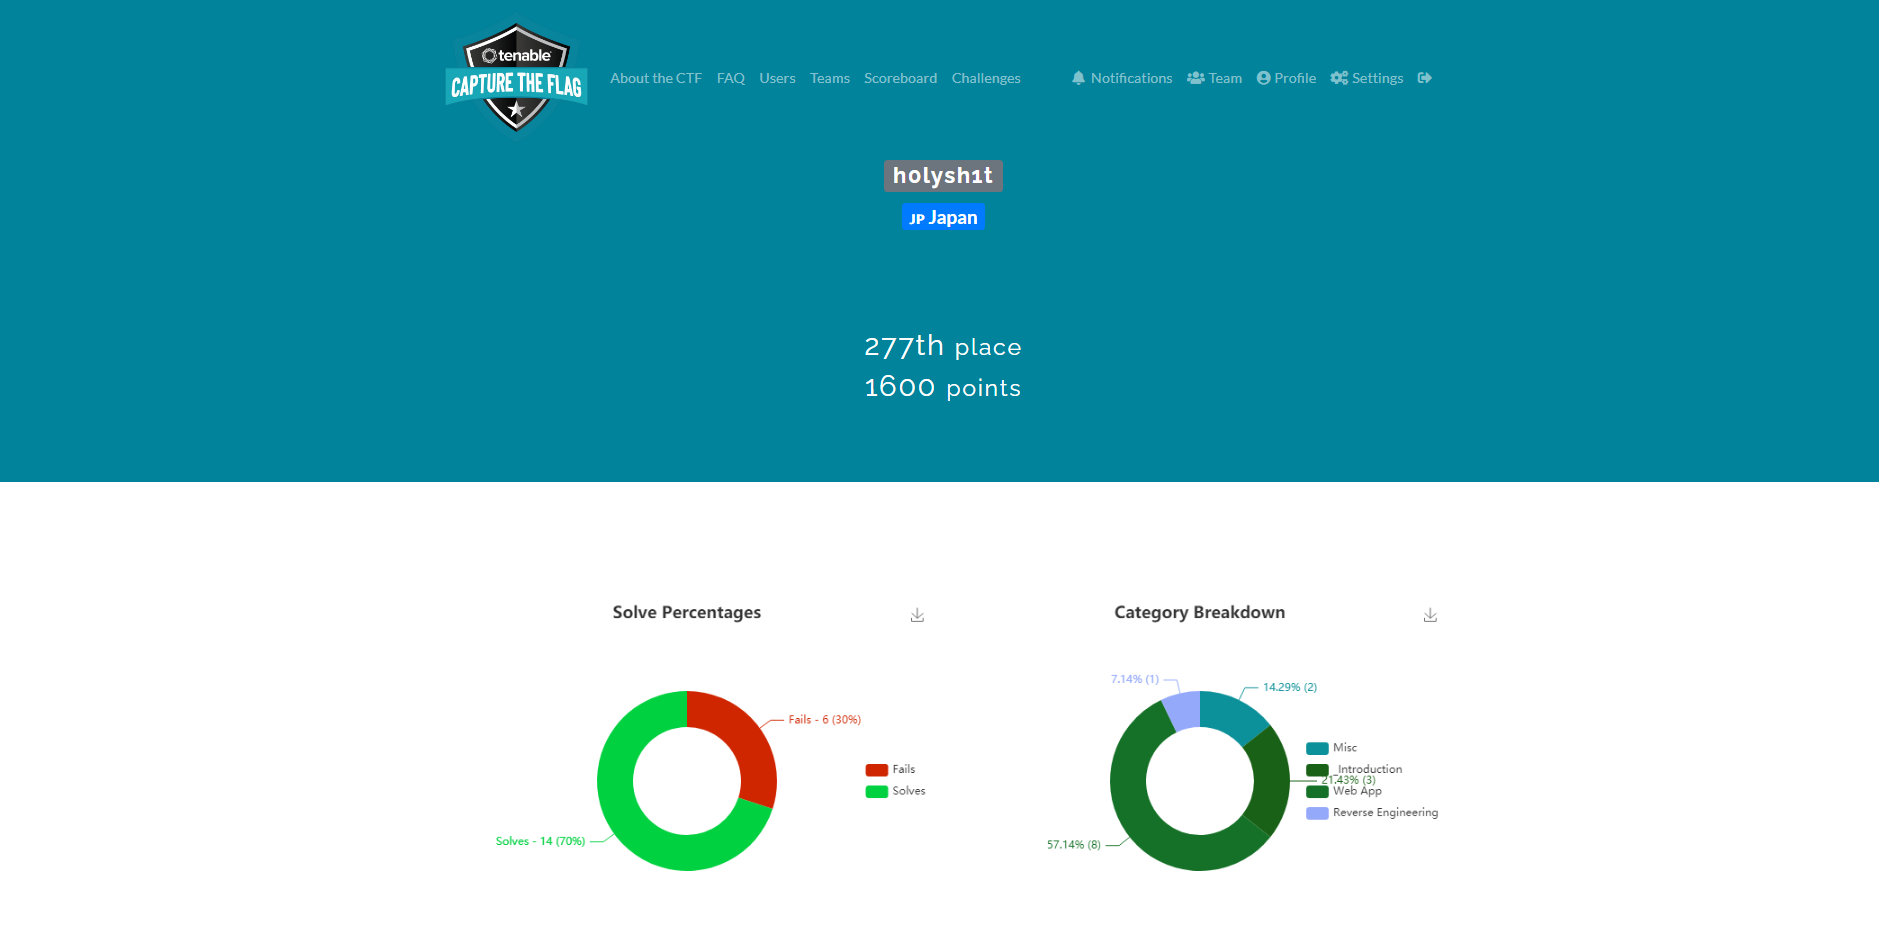 tenable
CAPTURE THE FLAG
About the CTF FAQ Users Teams Scoreboard Challenges Notifications Team Profile Settings
h0lysh1t
JP Japan
277th place
1600 points
Solve Percentages
Category Breakdown
7.14% (1)
14.29% (2)
Fails - 6 (30%)
Fails
Solves
Misc
_Introduction
21.43% (3)
Web App
Reverse Engineering
Solves - 14 (70%)
57.14% (8)